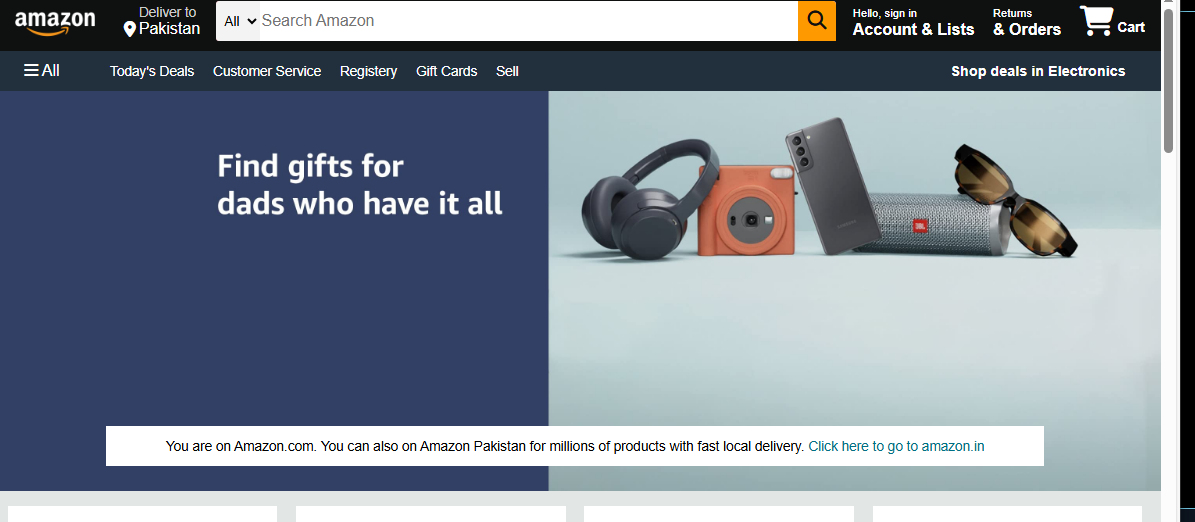 amazon
Deliver to
Pakistan
All
Search Amazon
Hello, sign in
Account & Lists
Returns
& Orders
Cart
All
Today's Deals
Customer Service
Registery
Gift Cards
Sell
Shop deals in Electronics
Find gifts for
dads who have it all
SAMSUNG
JBL
You are on Amazon.com. You can also on Amazon Pakistan for millions of products with fast local delivery. Click here to go to amazon.in